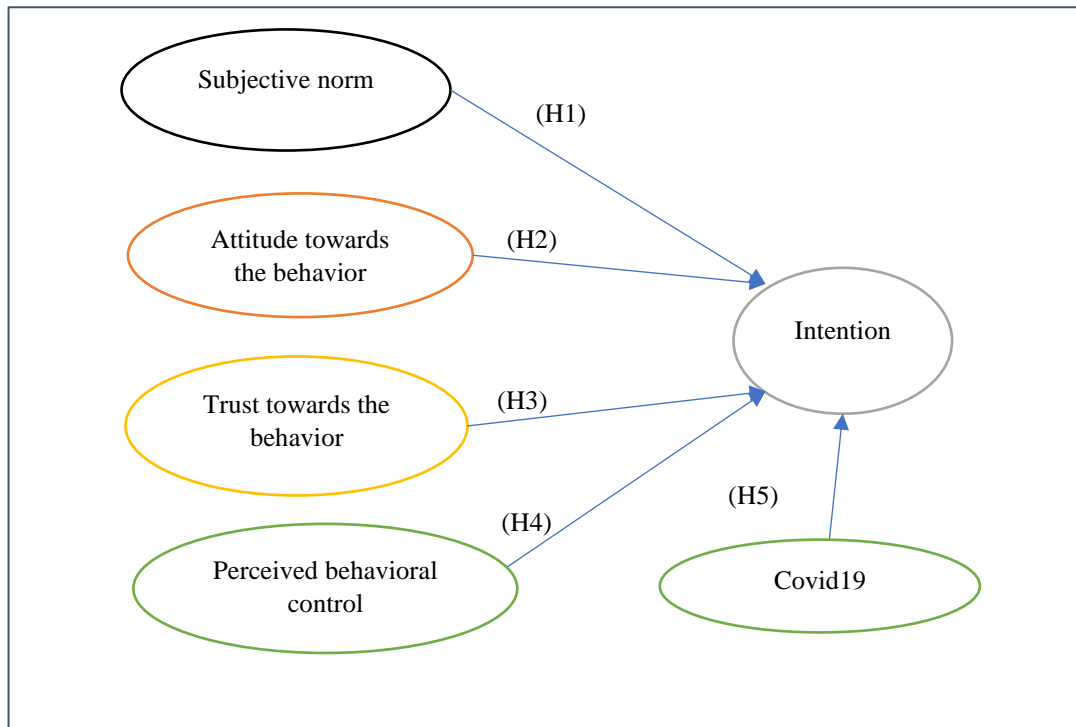 Subjective norm
(H1)
Attitude towards
the behavior
(H2)
Intention
Trust towards the
behavior
(H3)
(H4)
Perceived behavioral
control
(H5)
Covid19